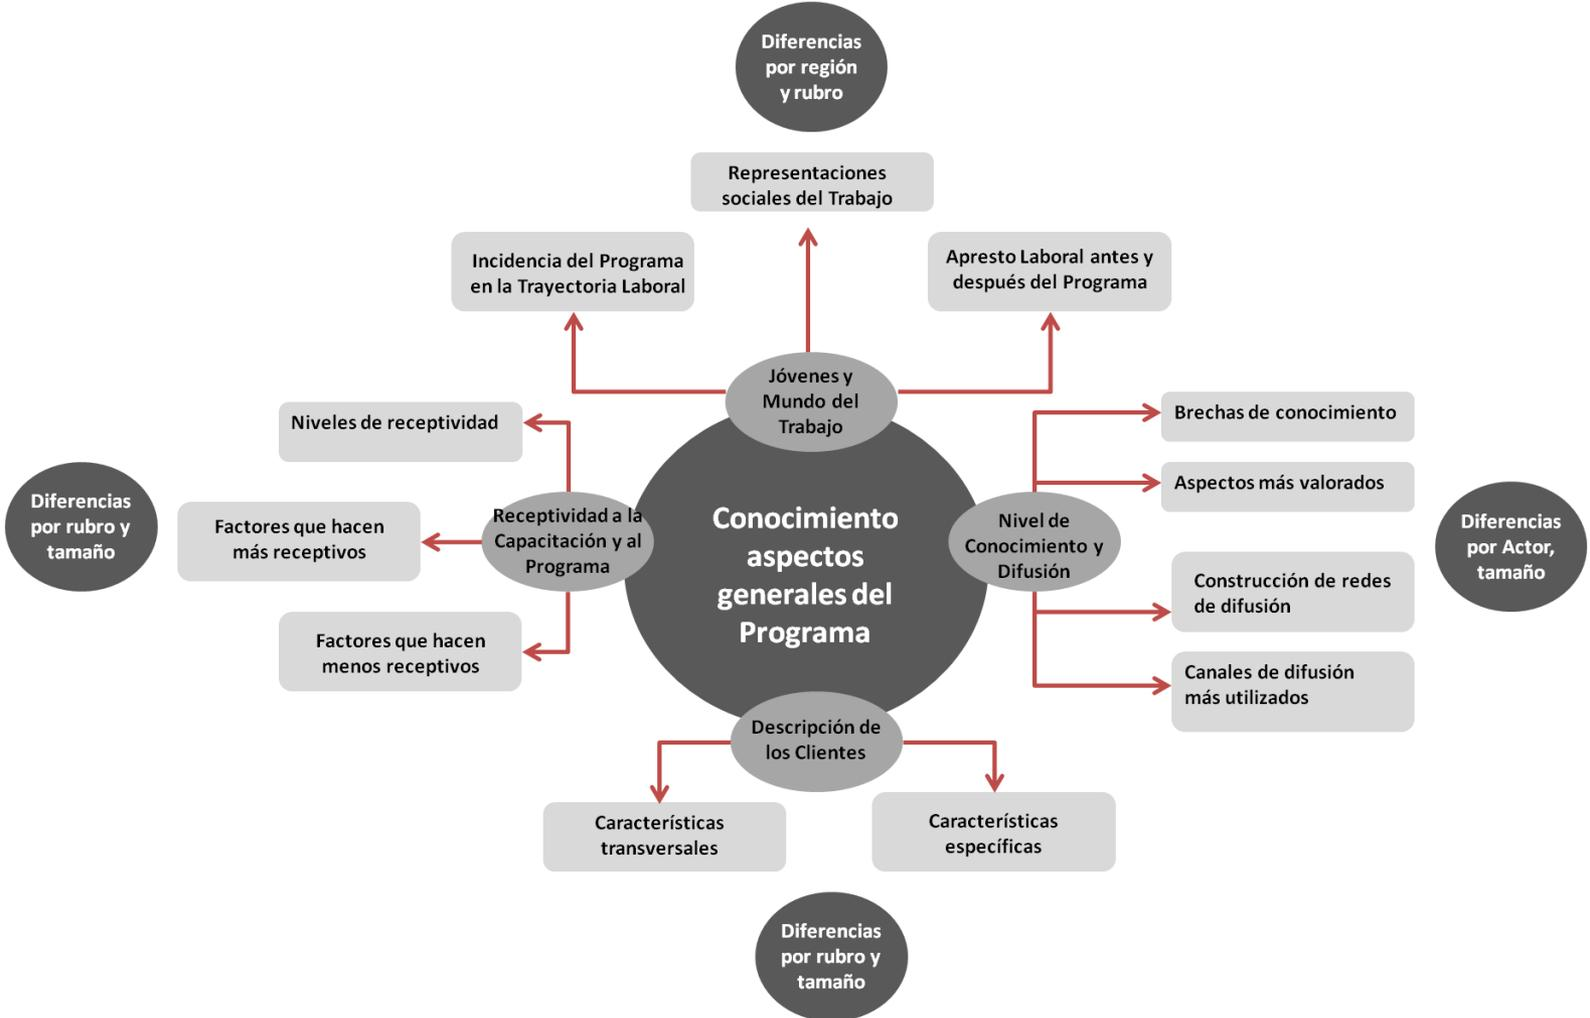 Diferencias
por región
y rubro
Representaciones
sociales del Trabajo
Incidencia del Programa
en la Trayectoria Laboral
Apresto Laboral antes y
después del Programa
Jóvenes y
Mundo del
Trabajo
Niveles de receptividad
Factores que hacen
más receptivos
Factores que hacen
menos receptivos
Diferencias
por rubro y
tamaño
Receptividad a la
Capacitación y al
Programa
Conocimiento
aspectos
generales del
Programa
Nivel de
Conocimiento y
Difusión
Brechas de conocimiento
Aspectos más valorados
Construcción de redes
de difusión
Canales de difusión
más utilizados
Diferencias
por Actor,
tamaño
Descripción de
los Clientes
Características
transversales
Características
específicas
Diferencias
por rubro y
tamaño